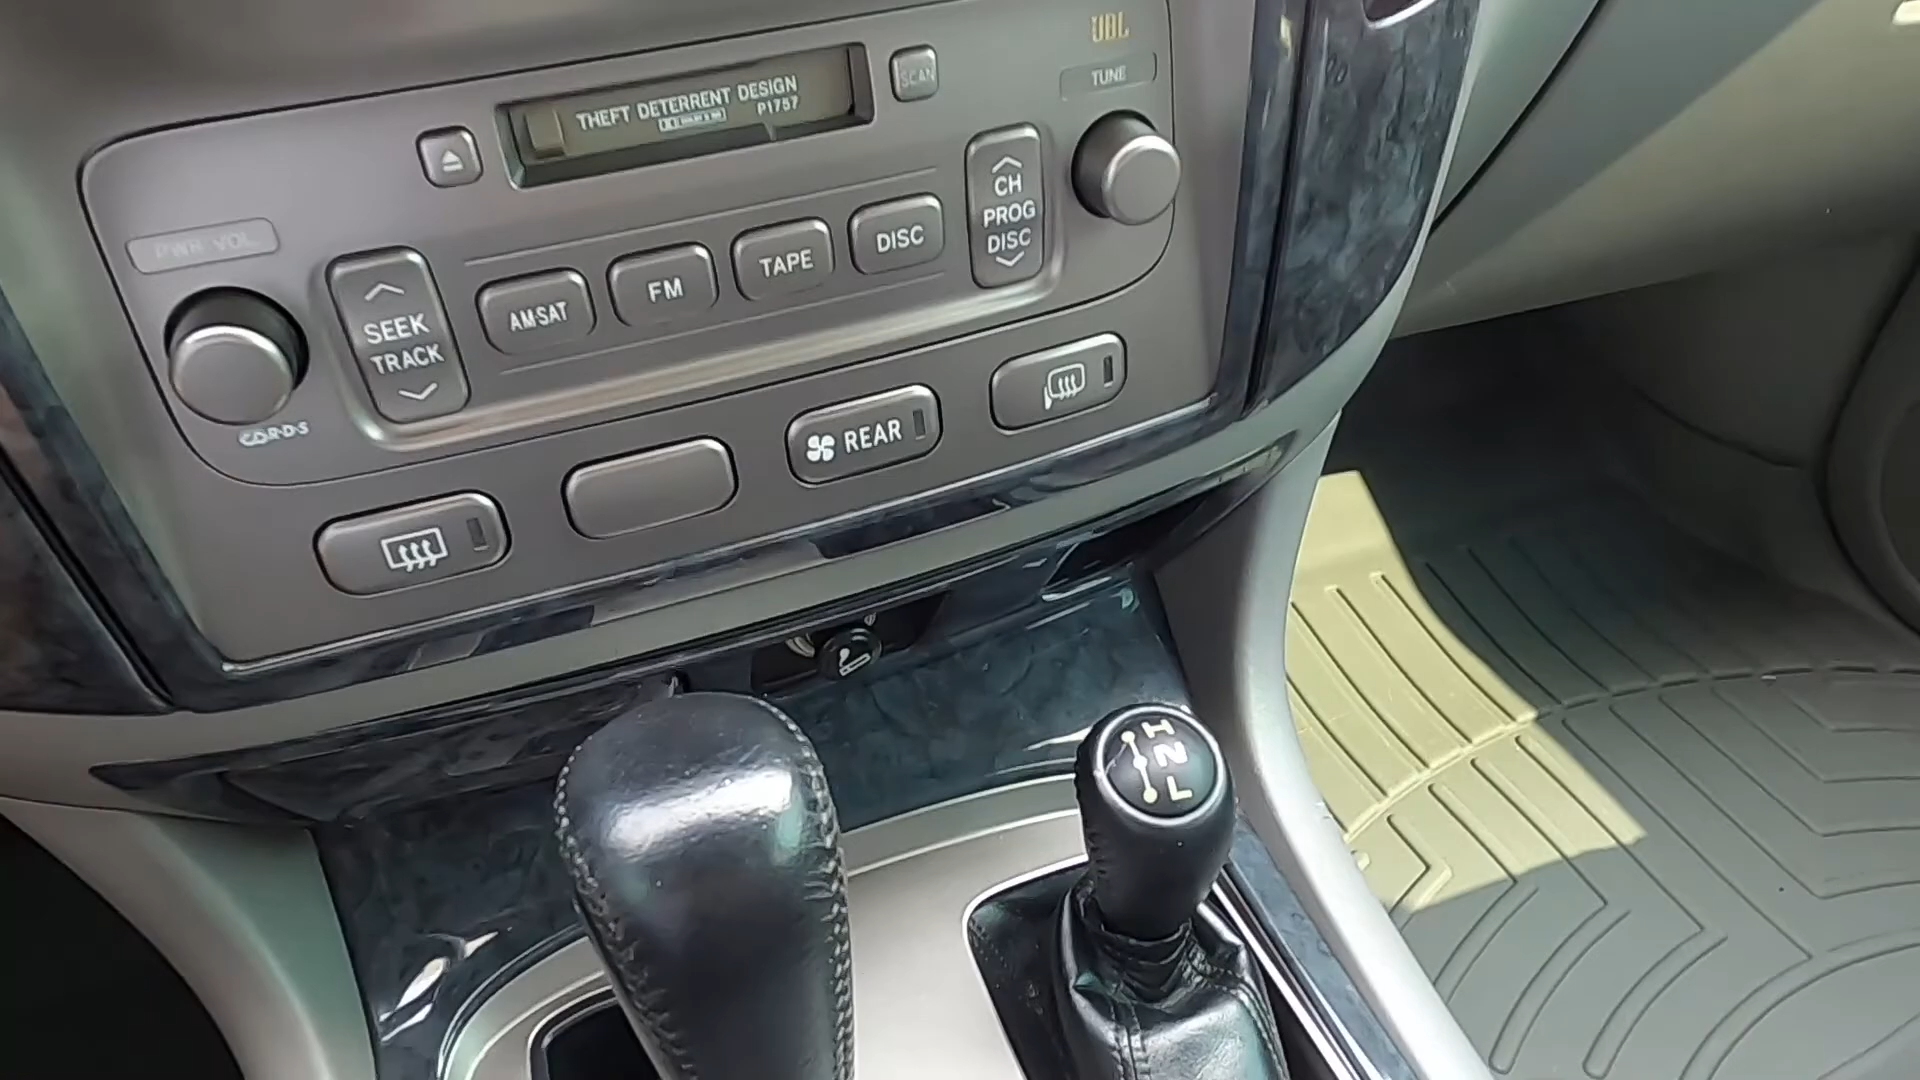 JBL
THEFT DETERRENT DESIGN
P1757
SCAN
TUNE
PWR·VOL
SEEK
TRACK
AM·SAT
FM
TAPE
DISC
CH
PROG
DISC
REAR
H
N
L